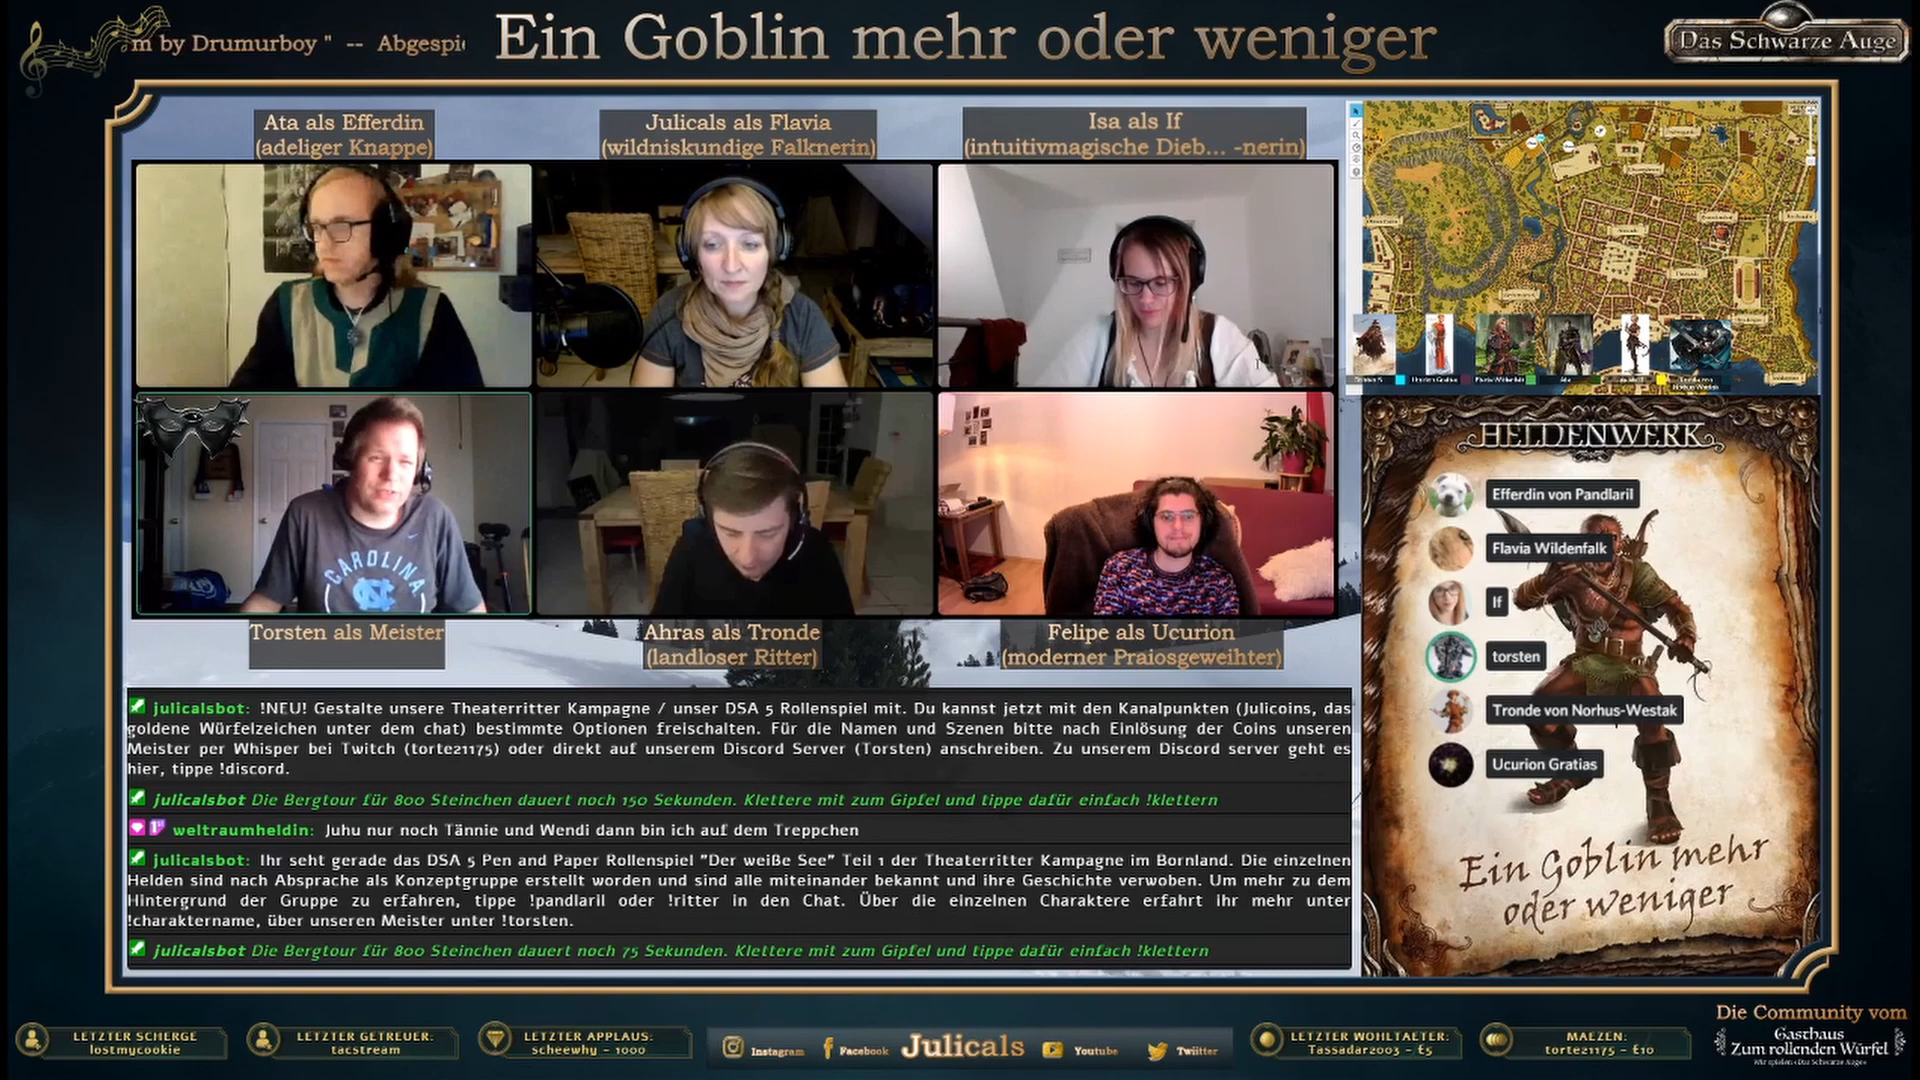 m by Drumurboy " -- Abgespi
Ein Goblin mehr oder weniger
Das Schwarze Auge
Ata als Efferdin
(adeliger Knappe)
Julicals als Flavia
(wildniskundige Falknerin)
Isa als If
(intuitivmagische Dieb... -nerin)
CAROLINA
Torsten als Meister
Ahras als Tronde
(landloser Ritter)
Felipe als Ucurion
(moderner Praiosgeweihter)
HELDENWERK
Efferdin von Pandlaril
Flavia Wildenfalk
If
torsten
Tronde von Norhus-Westak
Ucurion Gratias
Ein Goblin mehr
oder weniger
julicalsbot: !NEU! Gestalte unsere Theaterritter Kampagne / unser DSA 5 Rollenspiel mit. Du kannst jetzt mit den Kanalpunkten (Julicoins, das
goldene Würfelzeichen unter dem chat) bestimmte Optionen freischalten. Für die Namen und Szenen bitte nach Einlösung der Coins unseren
Meister per Whisper bei Twitch (torte21175) oder direkt auf unserem Discord Server (Torsten) anschreiben. Zu unserem Discord server geht es
hier, tippe !discord.
julicalsbot Die Bergtour für 800 Steinchen dauert noch 150 Sekunden. Klettere mit zum Gipfel und tippe dafür einfach !klettern
weltraumheldin: Juhu nur noch Tännie und Wendi dann bin ich auf dem Treppchen
julicalsbot: Ihr seht gerade das DSA 5 Pen and Paper Rollenspiel "Der weiße See" Teil 1 der Theaterritter Kampagne im Bornland. Die einzelnen
Helden sind nach Absprache als Konzeptgruppe erstellt worden und sind alle miteinander bekannt und ihre Geschichte verwoben. Um mehr zu dem
Hintergrund der Gruppe zu erfahren, tippe !pandlaril oder !ritter in den Chat. Über die einzelnen Charaktere erfahrt ihr mehr unter
!charaktername, über unseren Meister unter !torsten.
julicalsbot Die Bergtour für 800 Steinchen dauert noch 75 Sekunden. Klettere mit zum Gipfel und tippe dafür einfach !klettern
LETZTER SCHERGE
lostmycookie
LETZTER GETREUER:
tacstream
LETZTER APPLAUS:
scheewhy - 1000
Instagram
Facebook
Julicals
Youtube
Twiitter
LETZTER WOHLTAETER:
Tassadar2003 - £5
MAEZEN:
torte21175 - £10
Die Community vom
Gasthaus
Zum rollenden Würfel
Wir spielen »Das Schwarze Auge«